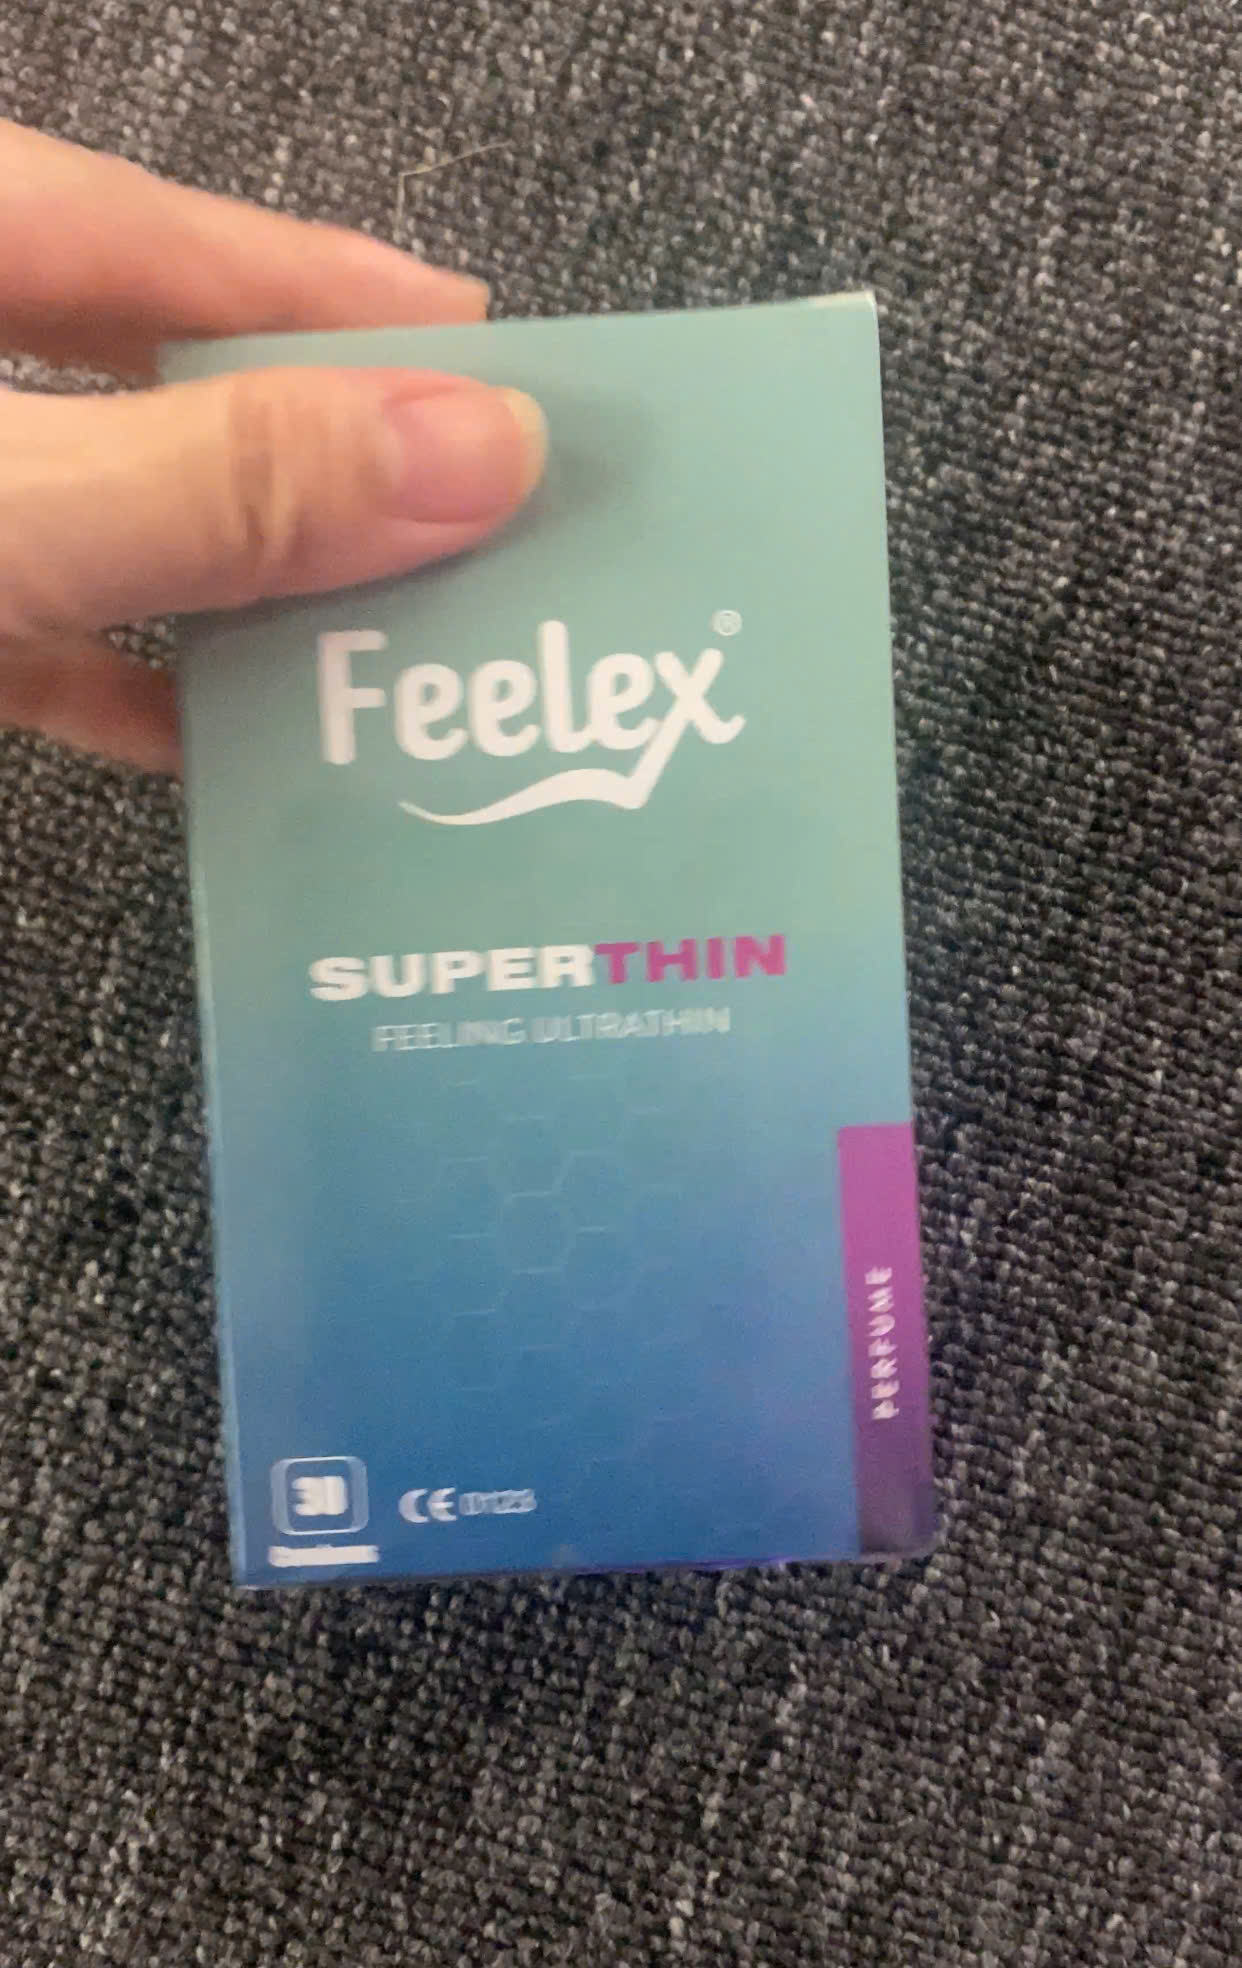 Feelex®
SUPERTHIN
FEELING ULTRATHIN
PERFUME
CE